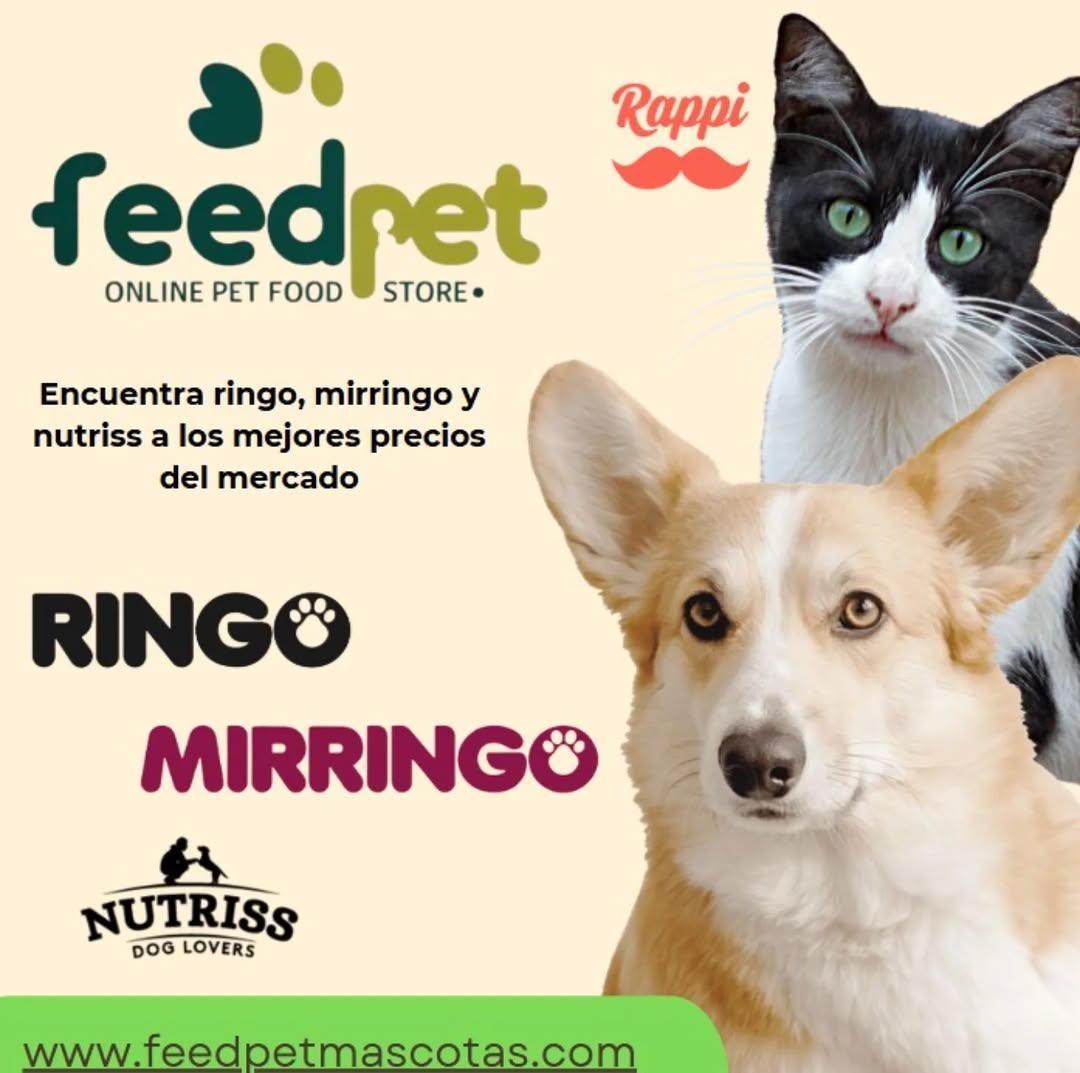 feedpet
ONLINE PET FOOD STORE
Rappi
Encuentra ringo, mirringo y
nutriss a los mejores precios
del mercado
RINGO
MIRRINGO
NUTRISS
DOG LOVERS
www.feedpetmascotas.com